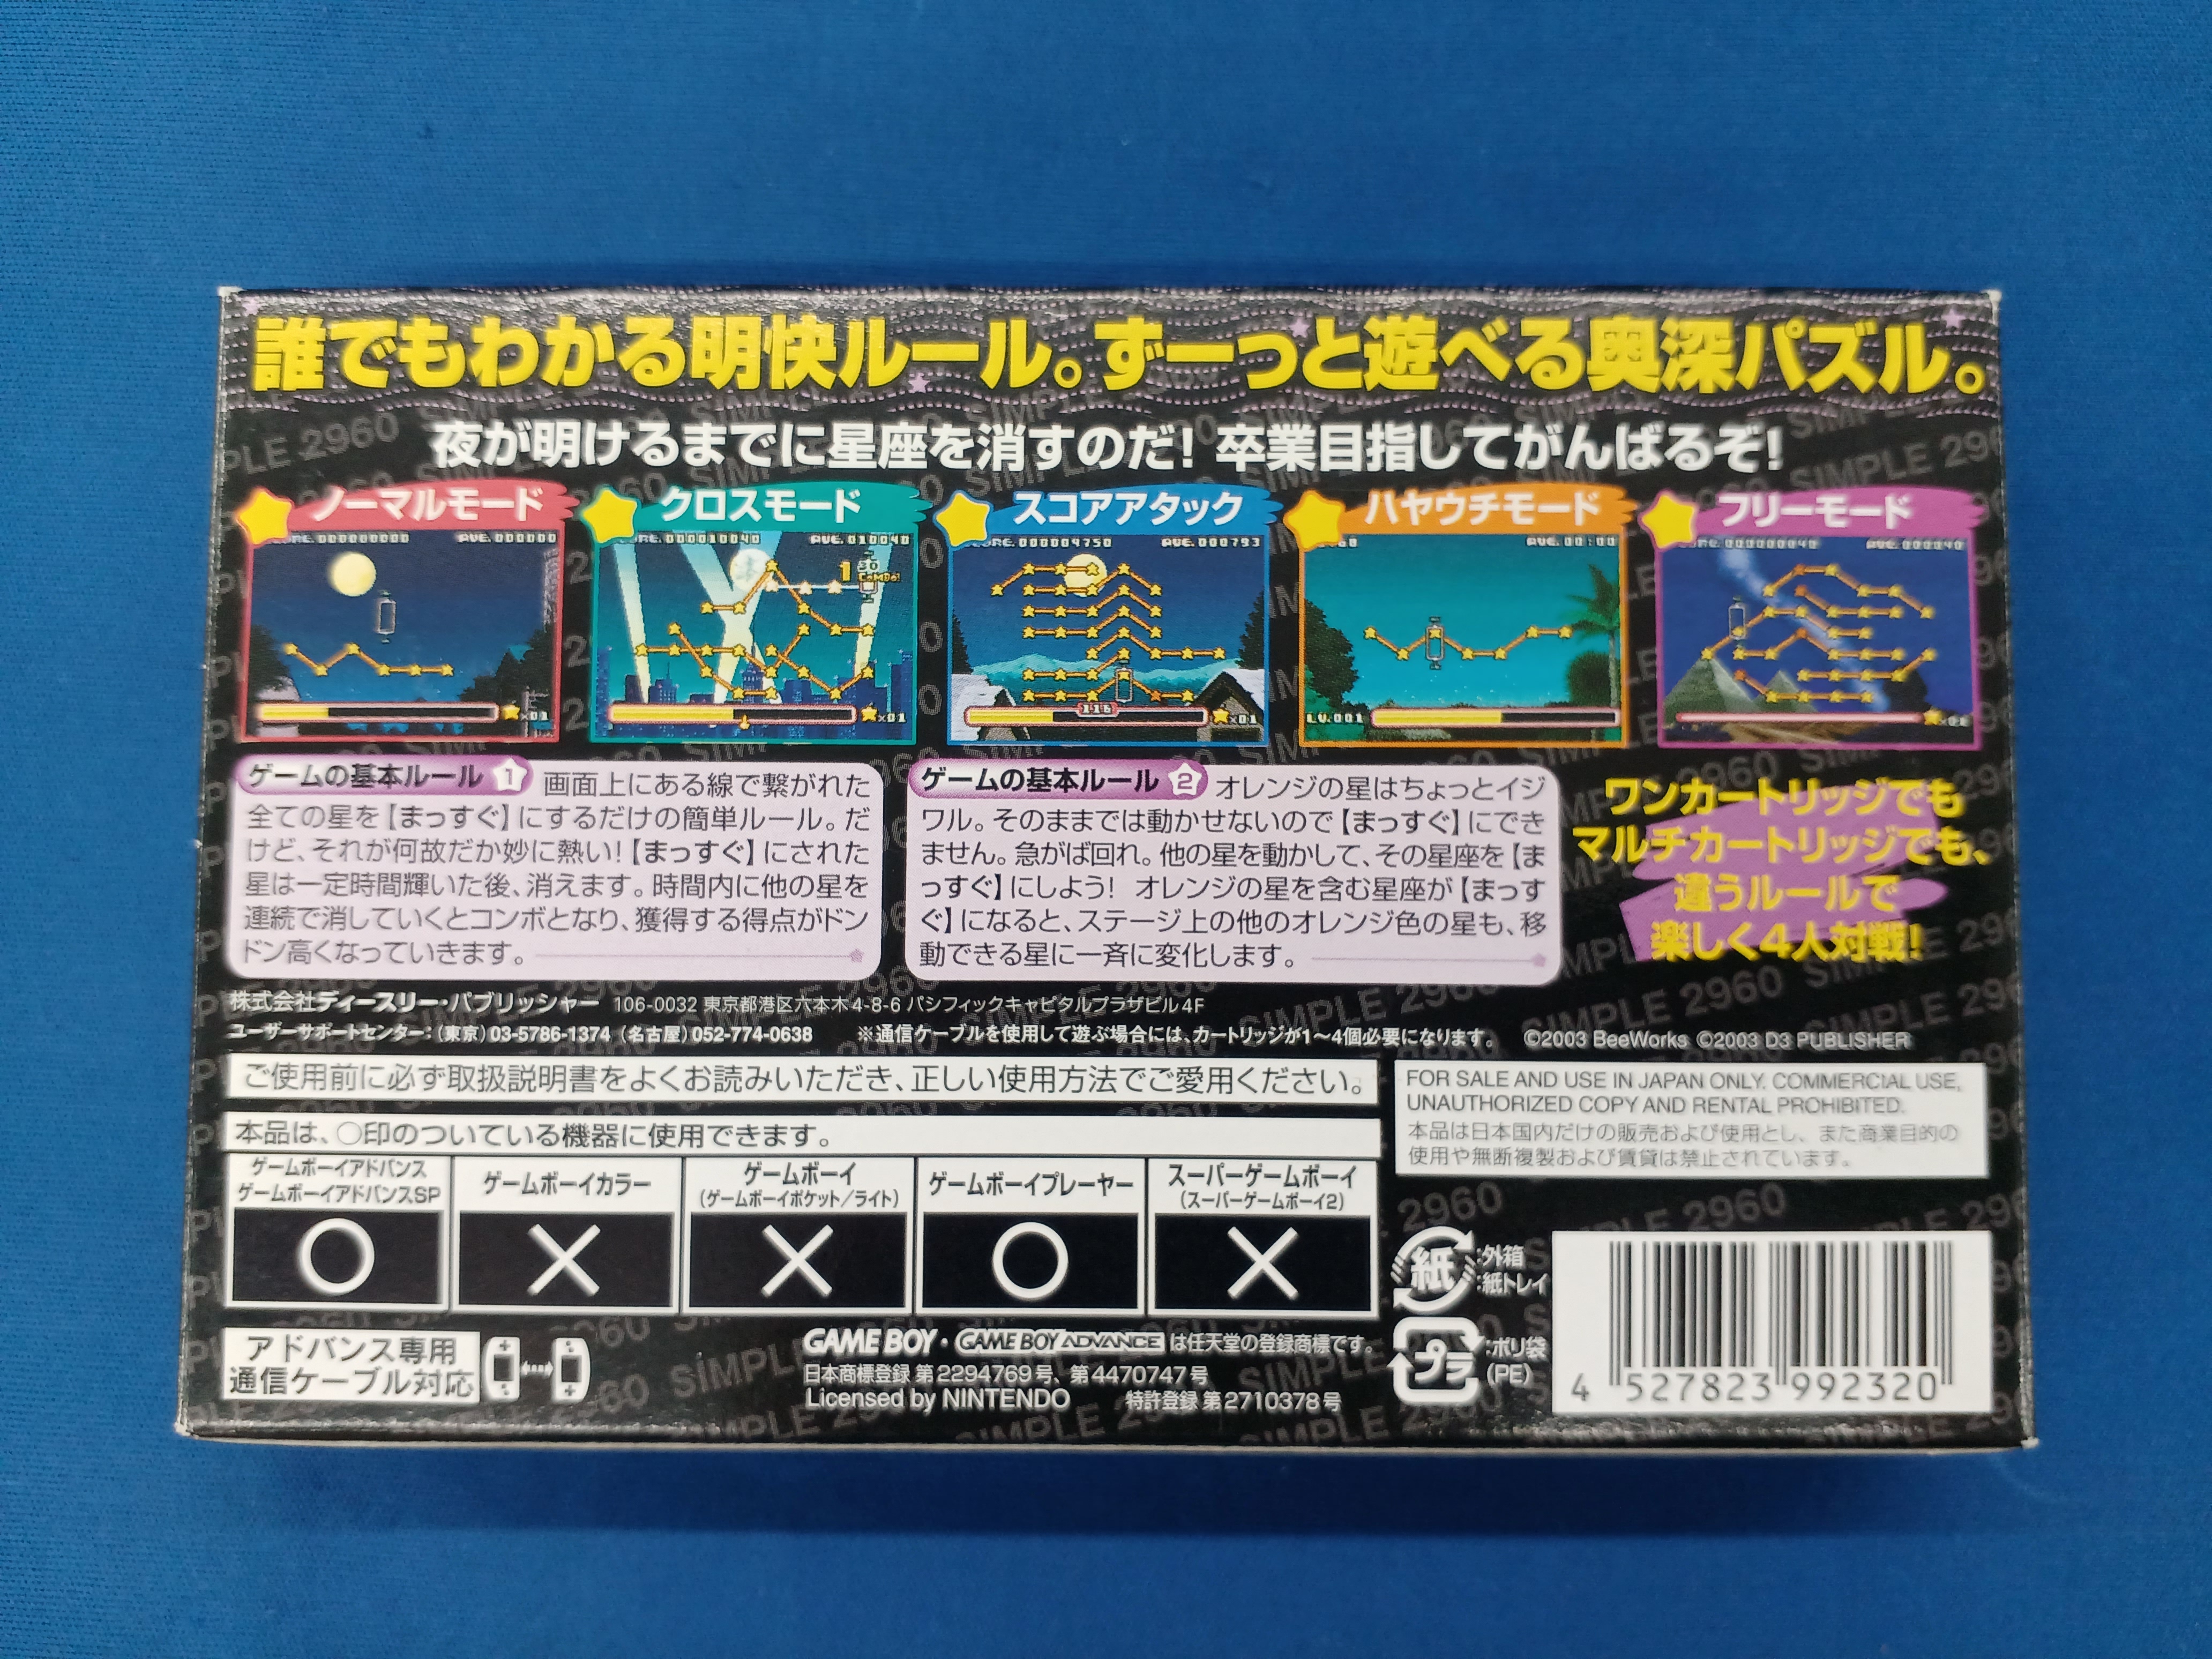 誰でもわかる明快ルール。ずーっと遊べる奥深パズル。
夜が明けるまでに星座を消すのだ！卒業目指してがんばるぞ！
ノーマルモード
クロスモード
スコアアタック
ハヤウチモード
フリーモード
ゲームの基本ルール 1 画面上にある線で繋がれた
全ての星を【まっすぐ】にするだけの簡単ルール。だ
けど、それが何故だか妙に熱い！【まっすぐ】にされた
星は一定時間輝いた後、消えます。時間内に他の星を
連続で消していくとコンボとなり、獲得する得点がドン
ドン高くなっていきます。
ゲームの基本ルール 2 オレンジの星はちょっとイジ
ワル。そのままでは動かせないので【まっすぐ】にでき
ません。急がば回れ。他の星を動かして、その星座を【ま
っすぐ】にしよう！ オレンジの星を含む星座が【まっす
ぐ】になると、ステージ上の他のオレンジ色の星も、移
動できる星に一斉に変化します。
ワンカートリッジでも
マルチカートリッジでも、
違うルールで
楽しく4人対戦！
株式会社ディースリー・パブリッシャー 106-0032 東京都港区六本木4-8-6 パシフィックキャピタルプラザビル4F
ユーザーサポートセンター：（東京）03-5786-1374（名古屋）052-774-0638 ※通信ケーブルを使用して遊ぶ場合には、カートリッジが1～4個必要になります。 ©2003 BeeWorks ©2003 D3 PUBLISHER
ご使用前に必ず取扱説明書をよくお読みいただき、正しい使用方法でご愛用ください。
FOR SALE AND USE IN JAPAN ONLY. COMMERCIAL USE,
UNAUTHORIZED COPY AND RENTAL PROHIBITED.
本品は日本国内だけの販売および使用とし、また商業目的の
使用や無断複製および賃貸は禁止されています。
本品は、○印のついている機器に使用できます。
ゲームボーイアドバンス
ゲームボーイアドバンスSP
○
ゲームボーイカラー
×
ゲームボーイ
（ゲームボーイポケット／ライト）
×
ゲームボーイプレーヤー
○
スーパーゲームボーイ
（スーパーゲームボーイ2）
×
アドバンス専用
通信ケーブル対応
GAME BOY・GAME BOY ADVANCE は任天堂の登録商標です。
日本商標登録 第2294769号、第4470747号
Licensed by NINTENDO 特許登録 第2710378号
紙 :外箱
:紙トレイ
プラ :ポリ袋
(PE)
4 527823 992320